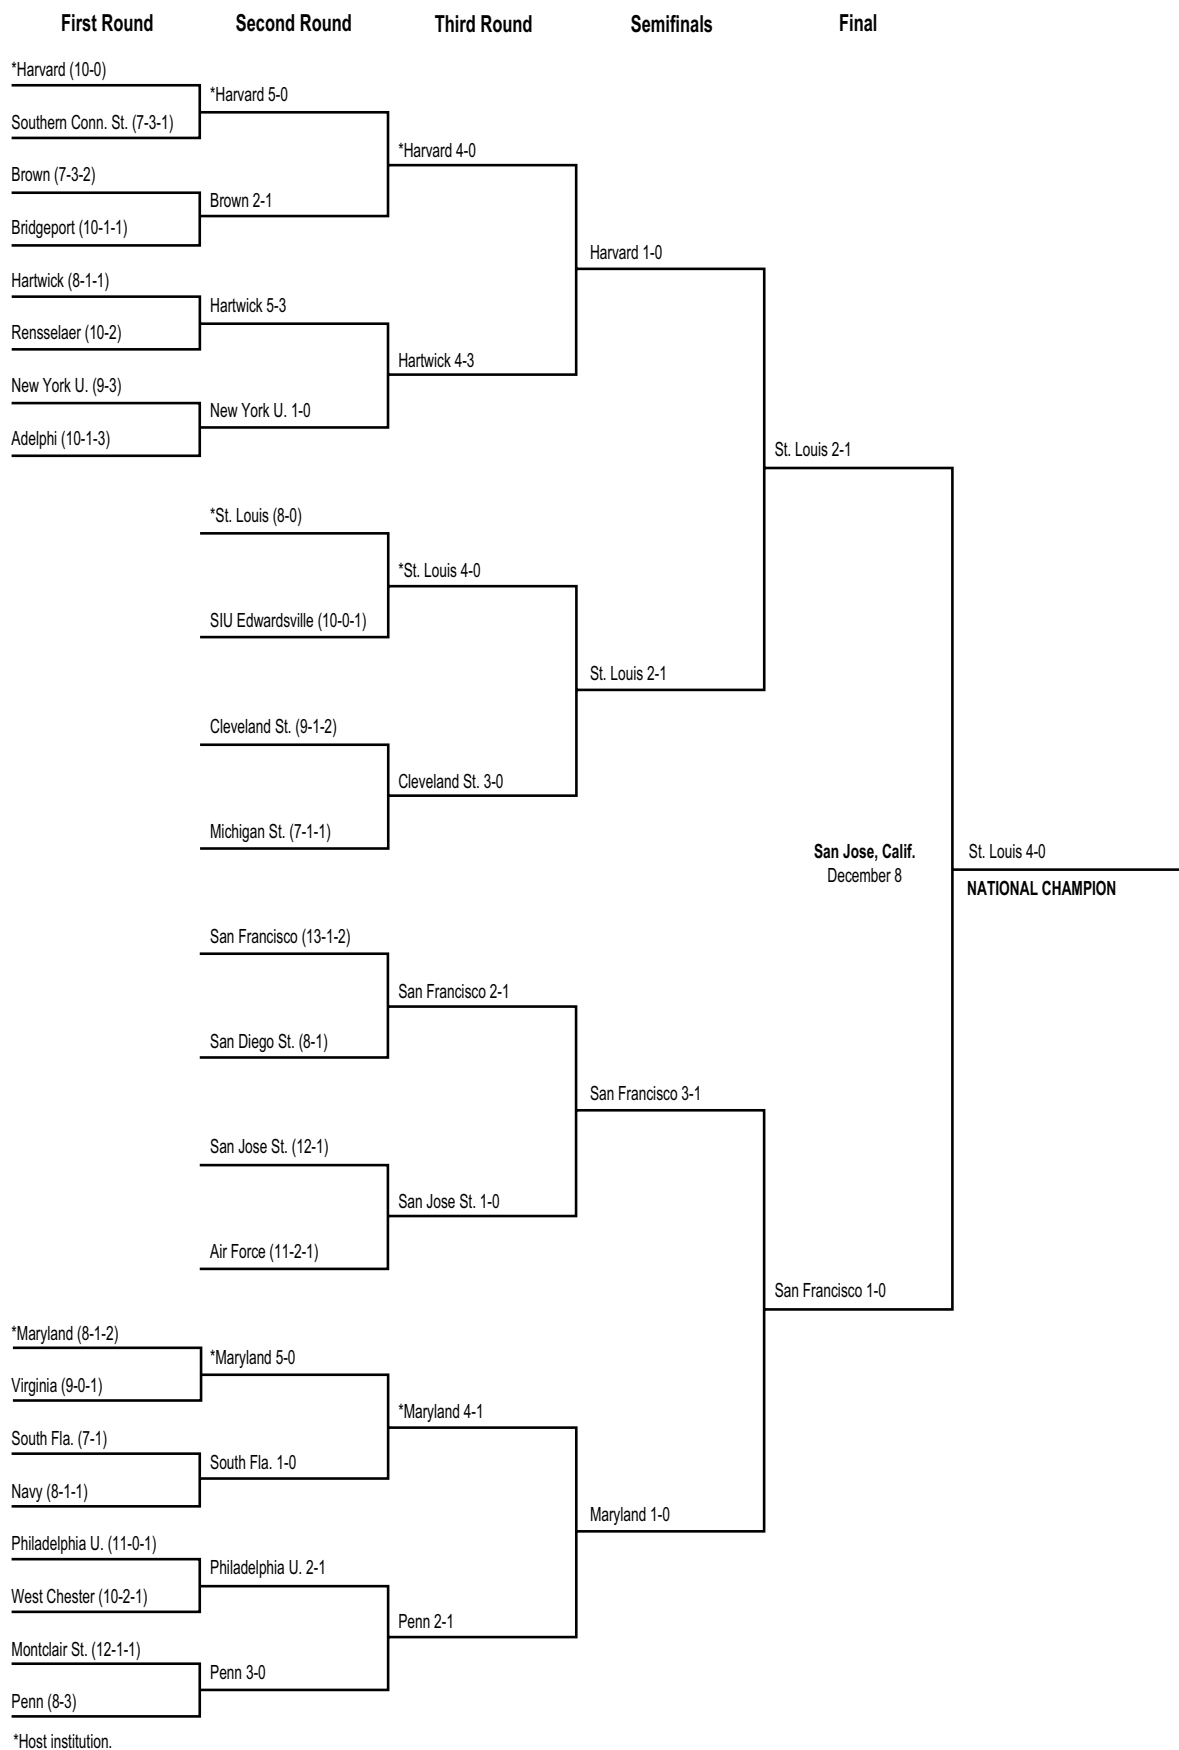 First Round Second Round Third Round Semifinals Final
*Harvard (10-0)
*Harvard 5-0
Southern Conn. St. (7-3-1)
*Harvard 4-0
Brown (7-3-2)
Brown 2-1
Bridgeport (10-1-1)
Harvard 1-0
Hartwick (8-1-1)
Hartwick 5-3
Rensselaer (10-2)
Hartwick 4-3
New York U. (9-3)
New York U. 1-0
Adelphi (10-1-3)
St. Louis 2-1
*St. Louis (8-0)
*St. Louis 4-0
SIU Edwardsville (10-0-1)
St. Louis 2-1
Cleveland St. (9-1-2)
Cleveland St. 3-0
Michigan St. (7-1-1)
San Jose, Calif. St. Louis 4-0
December 8
NATIONAL CHAMPION
San Francisco (13-1-2)
San Francisco 2-1
San Diego St. (8-1)
San Francisco 3-1
San Jose St. (12-1)
San Jose St. 1-0
Air Force (11-2-1)
San Francisco 1-0
*Maryland (8-1-2)
*Maryland 5-0
Virginia (9-0-1)
*Maryland 4-1
South Fla. (7-1)
South Fla. 1-0
Navy (8-1-1)
Maryland 1-0
Philadelphia U. (11-0-1)
Philadelphia U. 2-1
West Chester (10-2-1)
Penn 2-1
Montclair St. (12-1-1)
Penn 3-0
Penn (8-3)
*Host institution.